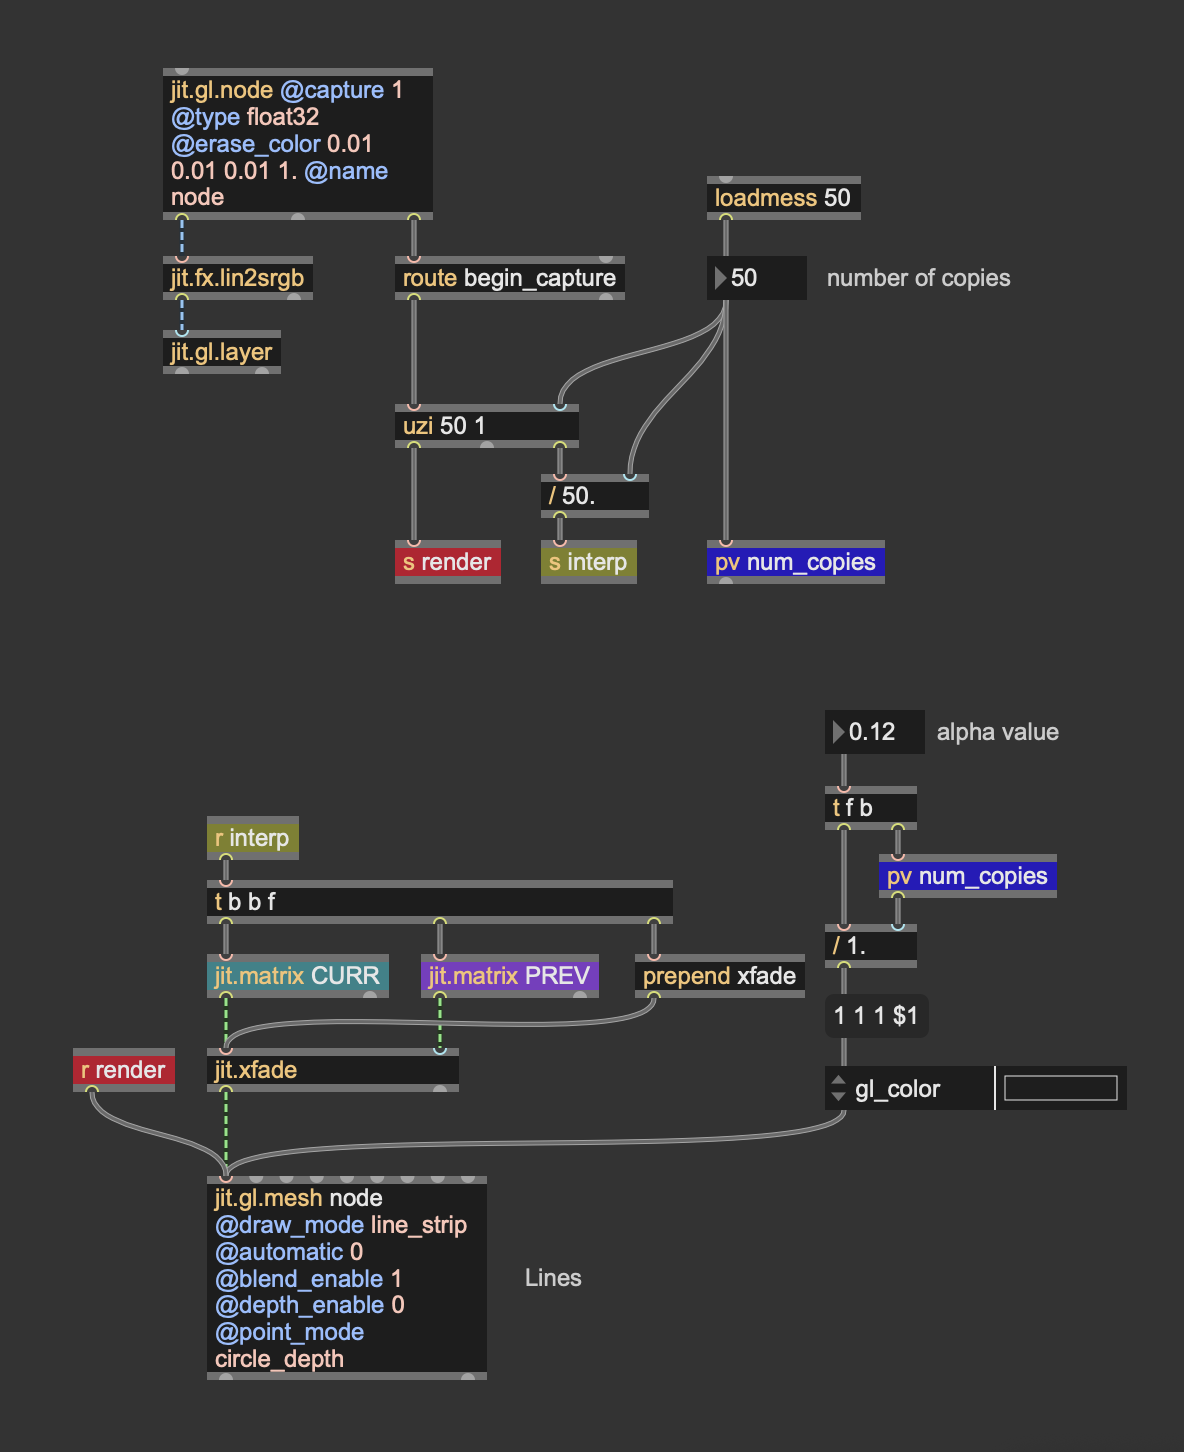 jit.gl.node @capture 1
@type float32
@erase_color 0.01
0.01 0.01 1. @name
node
loadmess 50
jit.fx.lin2srgb
route begin_capture
50
number of copies
jit.gl.layer
uzi 50 1
/ 50.
s render
s interp
pv num_copies
0.12
alpha value
t f b
r interp
pv num_copies
t b b f
/ 1.
jit.matrix CURR
jit.matrix PREV
prepend xfade
1 1 1 $1
r render
jit.xfade
gl_color
jit.gl.mesh node
@draw_mode line_strip
@automatic 0
@blend_enable 1
@depth_enable 0
@point_mode
circle_depth
Lines